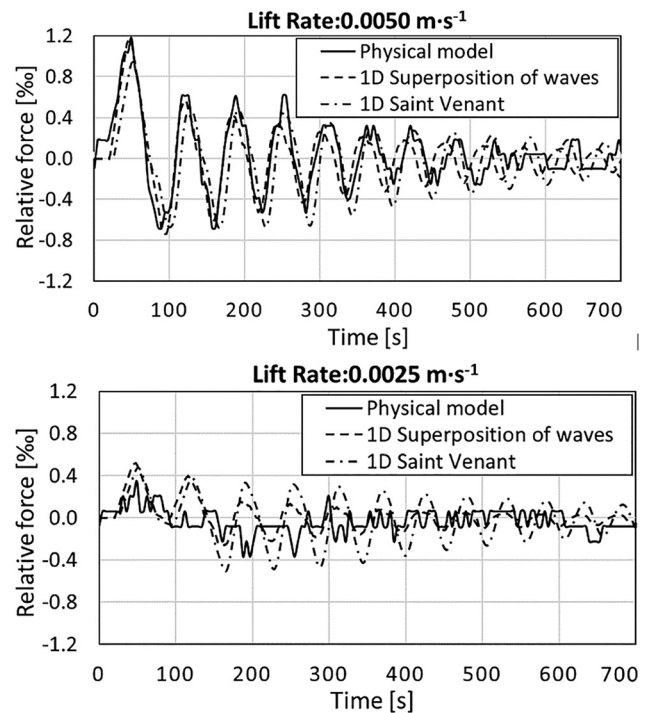 Lift Rate:0.0050 m·s-1
Relative force [‰]
1.2
0.8
0.4
0.0
-0.4
-0.8
-1.2
Physical model
1D Superposition of waves
1D Saint Venant
0 100 200 300 400 500 600 700
Time [s]
Lift Rate:0.0025 m·s-1
Relative force [‰]
1.2
0.8
0.4
0.0
-0.4
-0.8
-1.2
Physical model
1D Superposition of waves
1D Saint Venant
0 100 200 300 400 500 600 700
Time [s]